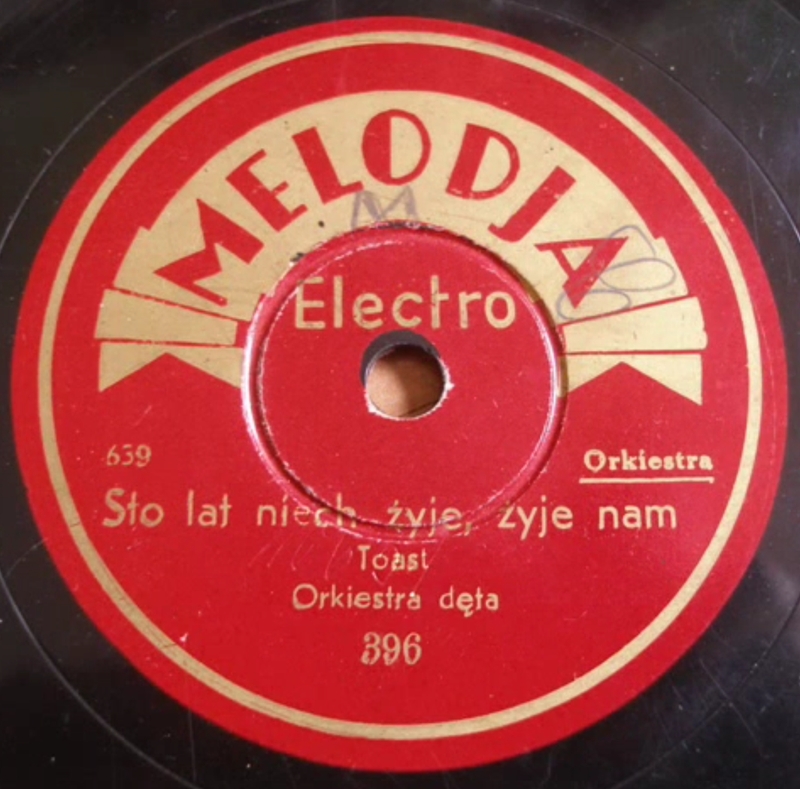 MELODJA
Electro
639
Orkiestra
Sto lat niech żyje, żyje nam
Toast
Orkiestra dęta
396